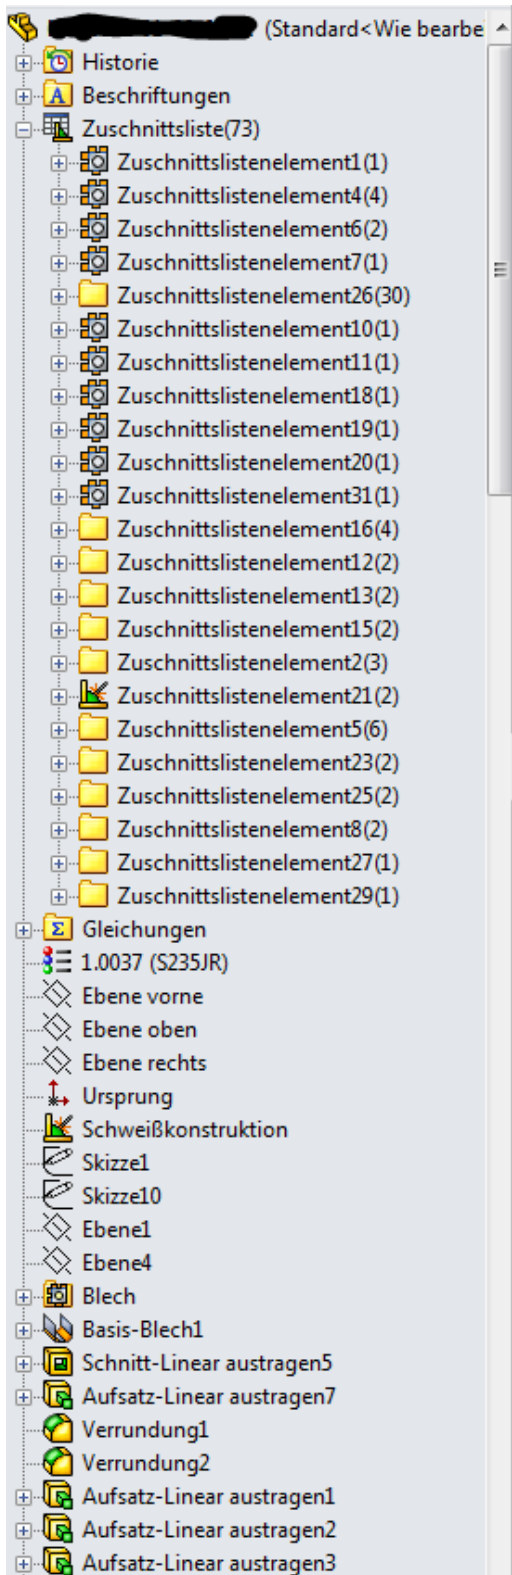 (Standard<Wie bearbe
Historie
Beschriftungen
Zuschnittsliste(73)
Zuschnittslistenelement1(1)
Zuschnittslistenelement4(4)
Zuschnittslistenelement6(2)
Zuschnittslistenelement7(1)
Zuschnittslistenelement26(30)
Zuschnittslistenelement10(1)
Zuschnittslistenelement11(1)
Zuschnittslistenelement18(1)
Zuschnittslistenelement19(1)
Zuschnittslistenelement20(1)
Zuschnittslistenelement31(1)
Zuschnittslistenelement16(4)
Zuschnittslistenelement12(2)
Zuschnittslistenelement13(2)
Zuschnittslistenelement15(2)
Zuschnittslistenelement2(3)
Zuschnittslistenelement21(2)
Zuschnittslistenelement5(6)
Zuschnittslistenelement23(2)
Zuschnittslistenelement25(2)
Zuschnittslistenelement8(2)
Zuschnittslistenelement27(1)
Zuschnittslistenelement29(1)
Gleichungen
1.0037 (S235JR)
Ebene vorne
Ebene oben
Ebene rechts
Ursprung
Schweißkonstruktion
Skizze1
Skizze10
Ebene1
Ebene4
Blech
Basis-Blech1
Schnitt-Linear austragen5
Aufsatz-Linear austragen7
Verrundung1
Verrundung2
Aufsatz-Linear austragen1
Aufsatz-Linear austragen2
Aufsatz-Linear austragen3